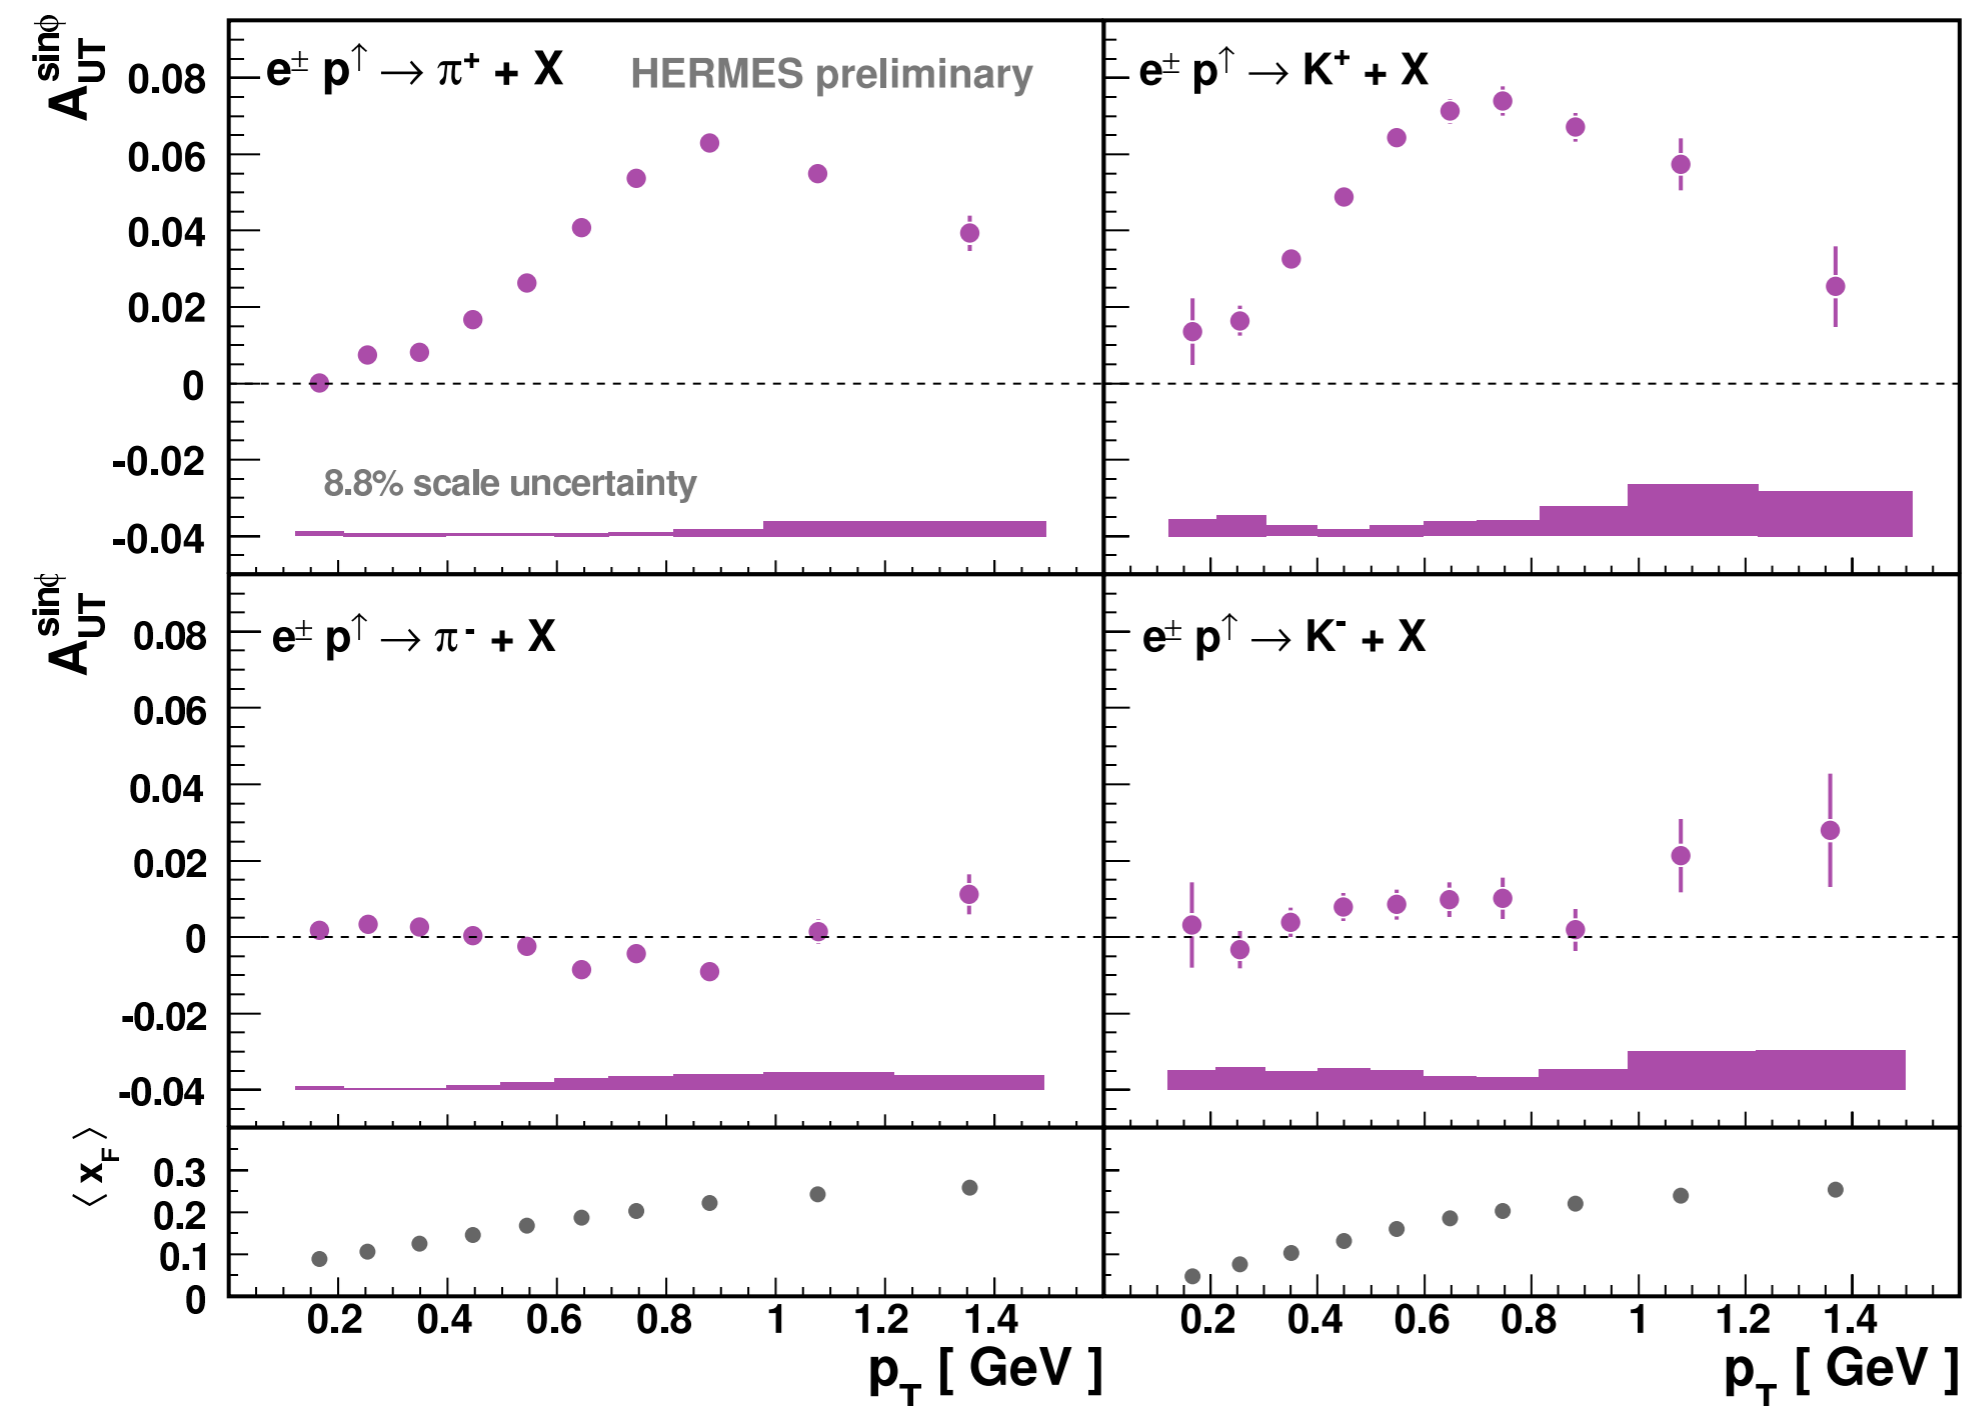 A_UT^sinϕ
e± p↑ → π+ + X
HERMES preliminary
e± p↑ → K+ + X
0.08
0.06
0.04
0.02
0
-0.02
-0.04
8.8% scale uncertainty
A_UT^sinϕ
e± p↑ → π- + X
e± p↑ → K- + X
0.08
0.06
0.04
0.02
0
-0.02
-0.04
⟨ x_F ⟩
0.3
0.2
0.1
0
0.2 0.4 0.6 0.8 1 1.2 1.4
0.2 0.4 0.6 0.8 1 1.2 1.4
p_T [ GeV ]
p_T [ GeV ]